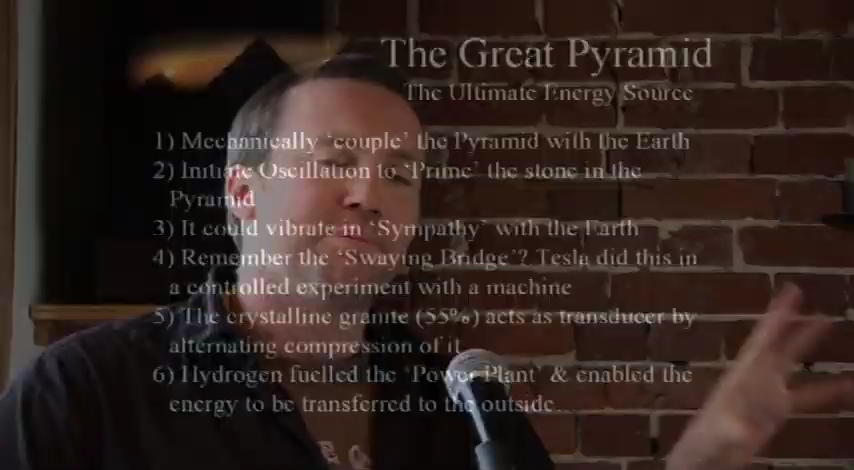 The Great Pyramid
The Ultimate Energy Source
1) Mechanically ‘couple’ the Pyramid with the Earth
2) Initiate Oscillation to ‘Prime’ the stone in the
Pyramid
3) It could vibrate in ‘Sympathy’ with the Earth
4) Remember the ‘Swaying Bridge’? Tesla did this in
a controlled experiment with a machine
5) The crystalline granite (55%) acts as transducer by
alternating compression of it
6) Hydrogen fuelled the ‘Power Plant’ & enabled the
energy to be transferred to the outside...